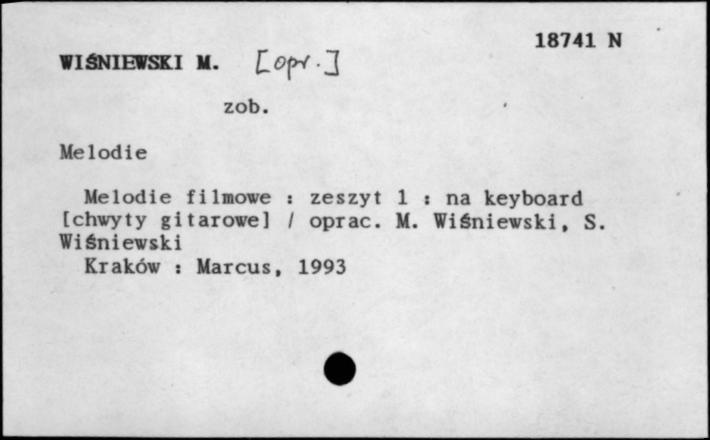 18741 N
WIŚNIEWSKI M. [opr.]
zob.
Melodie
Melodie filmowe : zeszyt 1 : na keyboard
[chwyty gitarowe] / oprac. M. Wiśniewski, S.
Wiśniewski
Kraków : Marcus, 1993